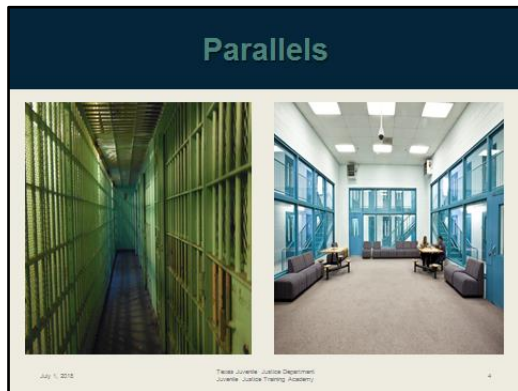 Parallels
July 1, 2015
Texas Juvenile Justice Department
Juvenile Justice Training Academy
4